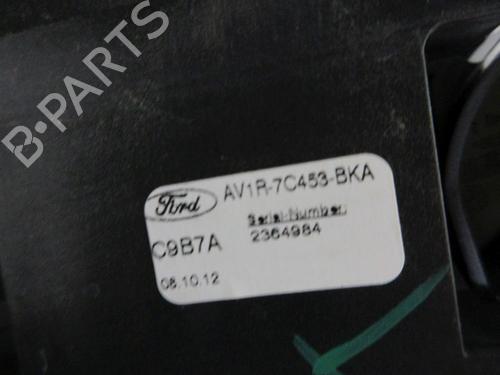 B-PARTS
Ford
AV1R-7C453-BKA
Serial-Number:
2364984
C9B7A
08.10.12